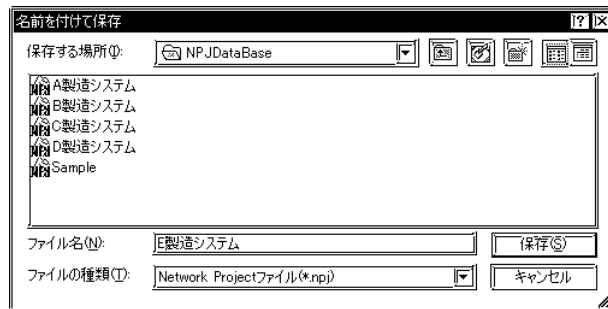 名前を付けて保存
保存する場所(I): NPJDataBase
A製造システム
B製造システム
C製造システム
D製造システム
Sample
ファイル名(N): E製造システム 保存(S)
ファイルの種類(T): Network Projectファイル(*.npj) キャンセル